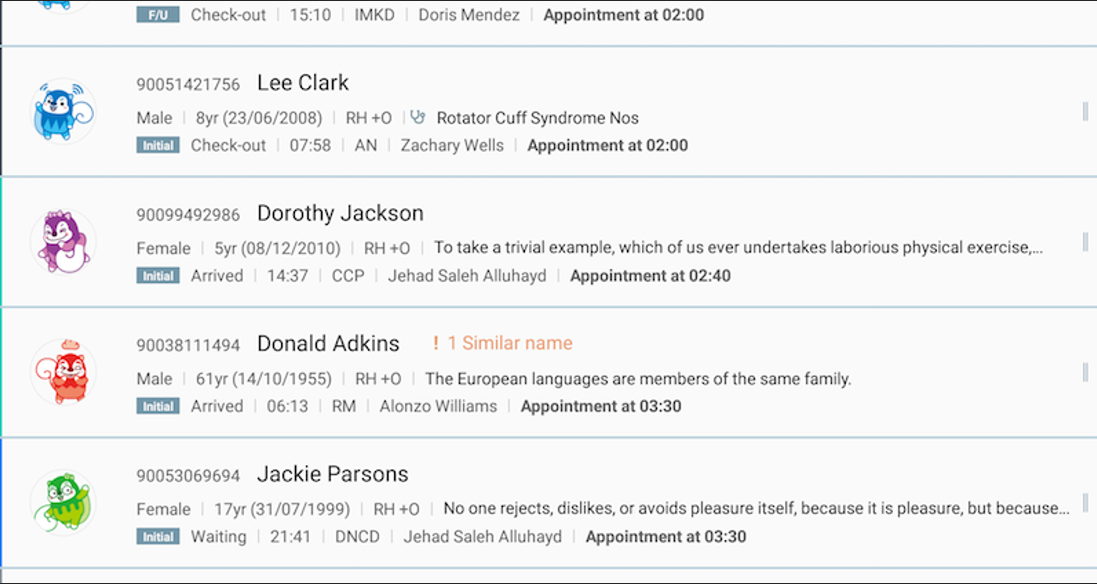 F/U Check-out | 15:10 | IMKD | Doris Mendez | Appointment at 02:00
90051421756 Lee Clark
Male | 8yr (23/06/2008) | RH +O | Rotator Cuff Syndrome Nos
Initial Check-out | 07:58 | AN | Zachary Wells | Appointment at 02:00
90099492986 Dorothy Jackson
Female | 5yr (08/12/2010) | RH +O | To take a trivial example, which of us ever undertakes laborious physical exercise,...
Initial Arrived | 14:37 | CCP | Jehad Saleh Alluhayd | Appointment at 02:40
90038111494 Donald Adkins ! 1 Similar name
Male | 61yr (14/10/1955) | RH +O | The European languages are members of the same family.
Initial Arrived | 06:13 | RM | Alonzo Williams | Appointment at 03:30
90053069694 Jackie Parsons
Female | 17yr (31/07/1999) | RH +O | No one rejects, dislikes, or avoids pleasure itself, because it is pleasure, but because...
Initial Waiting | 21:41 | DNCD | Jehad Saleh Alluhayd | Appointment at 03:30